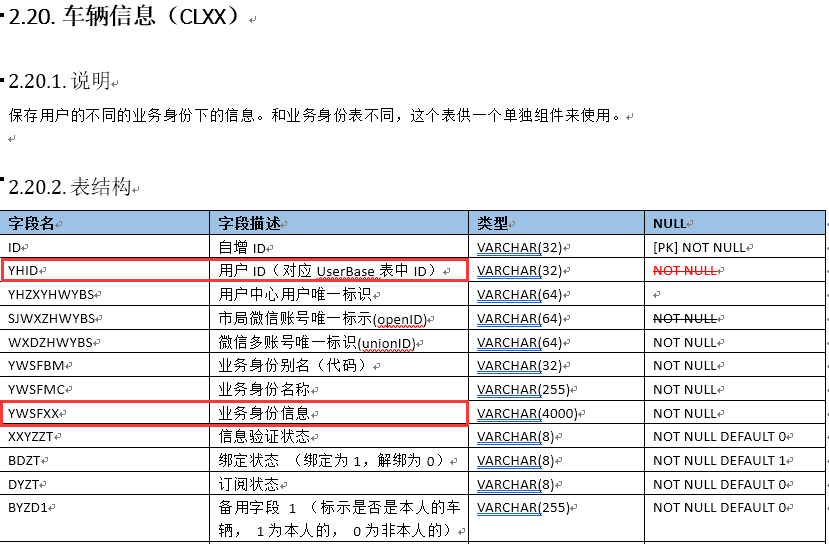 2.20. 车辆信息（CLXX）
2.20.1. 说明
保存用户的不同的业务身份下的信息。和业务身份表不同，这个表供一个单独组件来使用。
2.20.2. 表结构
字段名 字段描述 类型 NULL
ID 自增 ID VARCHAR(32) [PK] NOT NULL
YHID 用户 ID（对应 UserBase 表中 ID） VARCHAR(32) NOT NULL
YHZXYHWYBS 用户中心用户唯一标识 VARCHAR(64)
SJWXZHWYBS 市局微信账号唯一标示(openID) VARCHAR(64) NOT NULL
WXDZHWYBS 微信多账号唯一标识(unionID) VARCHAR(64) NOT NULL
YWSFBM 业务身份别名（代码） VARCHAR(32) NOT NULL
YWSFMC 业务身份名称 VARCHAR(255) NOT NULL
YWSFXX 业务身份信息 VARCHAR(4000) NOT NULL
XXYZZT 信息验证状态 VARCHAR(8) NOT NULL DEFAULT 0
BDZT 绑定状态 （绑定为 1，解绑为 0） VARCHAR(8) NOT NULL DEFAULT 1
DYZT 订阅状态 VARCHAR(8) NOT NULL DEFAULT 0
BYZD1 备用字段 1 （标示是否是本人的车 VARCHAR(255) NOT NULL DEFAULT 0
辆， 1 为本人的， 0 为非本人的）